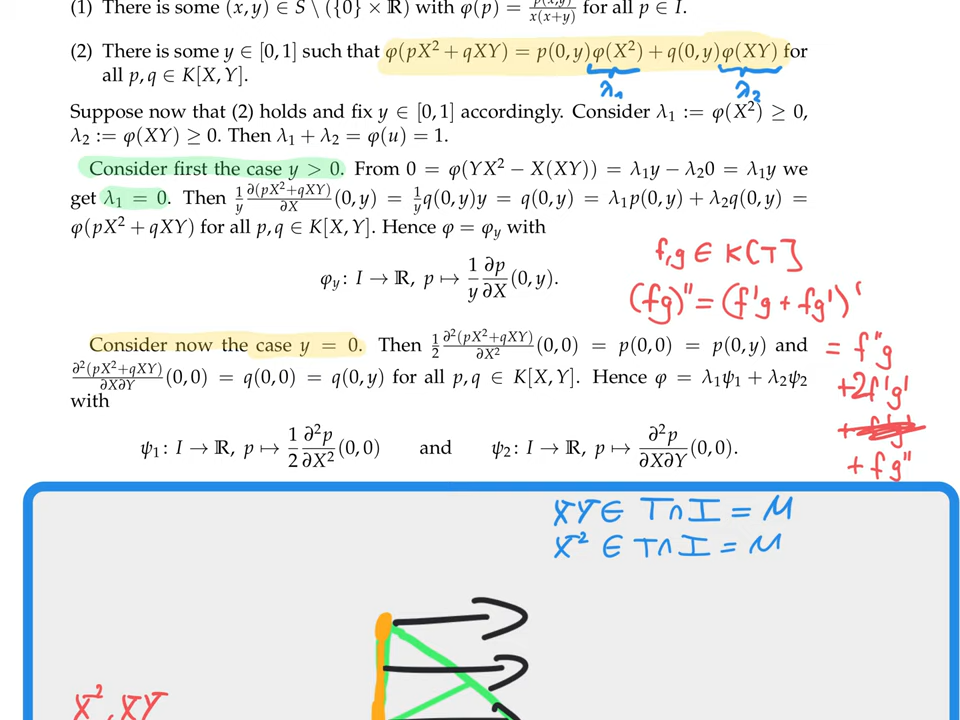 (1) There is some (x, y) ∈ S \ ({0} × ℝ) with φ(p) = p(x,y)/x(x+y) for all p ∈ I.
(2) There is some y ∈ [0, 1] such that φ(pX² + qXY) = p(0, y)φ(X²) + q(0, y)φ(XY) for
all p, q ∈ K[X, Y].
λ₁ λ₂
Suppose now that (2) holds and fix y ∈ [0, 1] accordingly. Consider λ₁ := φ(X²) ≥ 0,
λ₂ := φ(XY) ≥ 0. Then λ₁ + λ₂ = φ(u) = 1.
Consider first the case y > 0. From 0 = φ(YX² − X(XY)) = λ₁y − λ₂0 = λ₁y we
get λ₁ = 0. Then 1/y ∂(pX²+qXY)/∂X (0, y) = 1/y q(0, y)y = q(0, y) = λ₁p(0, y) + λ₂q(0, y) =
φ(pX² + qXY) for all p, q ∈ K[X, Y]. Hence φ = φ_y with
φ_y : I → ℝ, p ↦ 1/y ∂p/∂X (0, y).
f,g ∈ K[T]
(fg)'' = (f'g + fg')'
= f''g
+2f'g'
+ fg''
Consider now the case y = 0. Then 1/2 ∂²(pX²+qXY)/∂X² (0, 0) = p(0, 0) = p(0, y) and
∂²(pX²+qXY)/∂X∂Y (0, 0) = q(0, 0) = q(0, y) for all p, q ∈ K[X, Y]. Hence φ = λ₁ψ₁ + λ₂ψ₂
with
ψ₁ : I → ℝ, p ↦ 1/2 ∂²p/∂X² (0, 0) and ψ₂ : I → ℝ, p ↦ ∂²p/∂X∂Y (0, 0).
XY ∈ T∩I = M
X² ∈ T∩I = M
X², XY